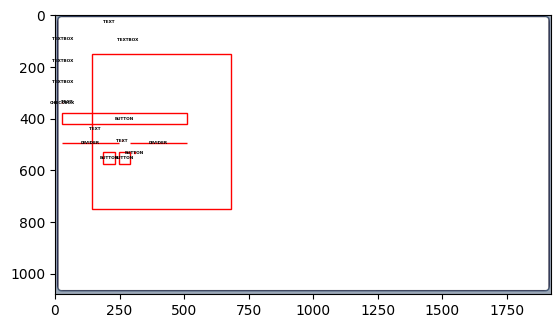 0
200
400
600
800
1000
0
250
500
750
1000
1250
1500
1750
TEXT
TEXTBOX
TEXTBOX
TEXTBOX
TEXTBOX
BUTTON
TEXT
DIVIDER
TEXT
DIVIDER
BUTTON
BUTTON
BUTTON